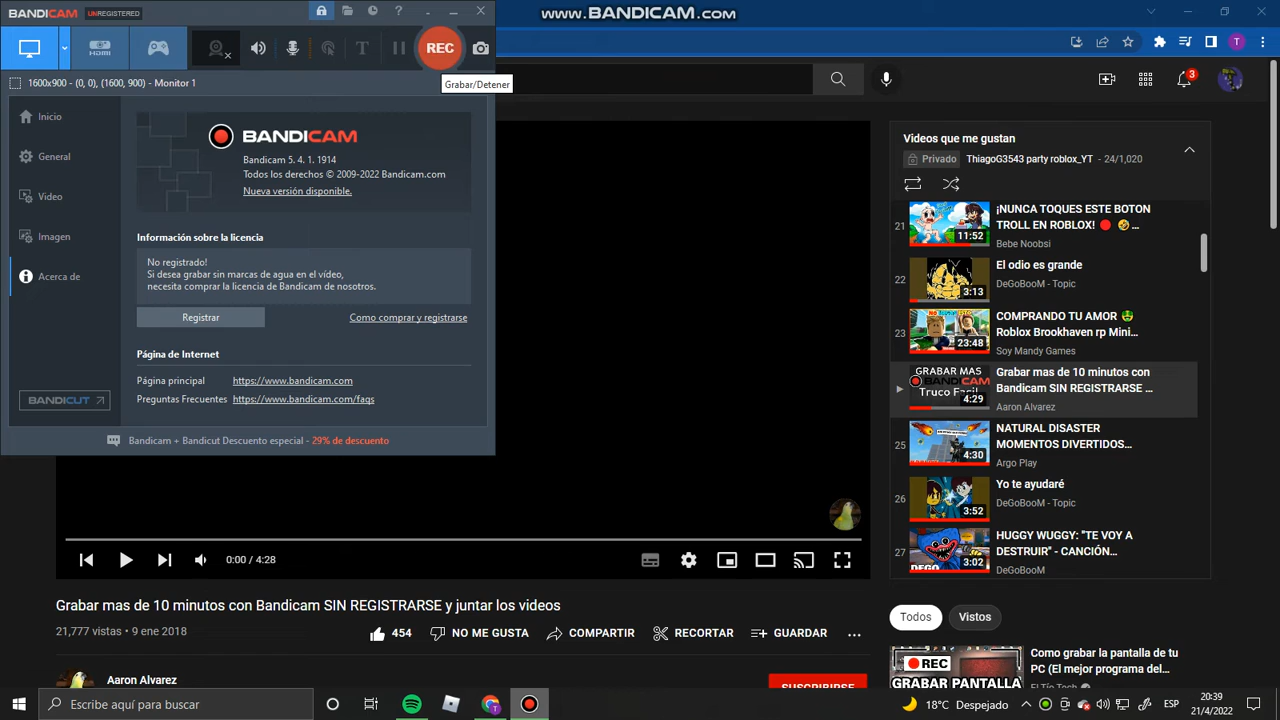 BANDICAM UNREGISTERED
www.BANDICAM.com
HDMI
T
REC
Grabar/Detener
1600x900 - (0, 0), (1600, 900) - Monitor 1
Inicio
General
Video
Imagen
Acerca de
BANDICUT
BANDICAM
Bandicam 5. 4. 1. 1914
Todos los derechos © 2009-2022 Bandicam.com
Nueva versión disponible.
Información sobre la licencia
No registrado!
Si desea grabar sin marcas de agua en el vídeo,
necesita comprar la licencia de Bandicam de nosotros.
Registrar
Como comprar y registrarse
Página de Internet
Página principal https://www.bandicam.com
Preguntas Frecuentes https://www.bandicam.com/faqs
Bandicam + Bandicut Descuento especial - 29% de descuento
T
3
0:00 / 4:28
Grabar mas de 10 minutos con Bandicam SIN REGISTRARSE y juntar los videos
21,777 vistas • 9 ene 2018
454
NO ME GUSTA
COMPARTIR
RECORTAR
GUARDAR
Aaron Alvarez
SUSCRIBIRSE
Videos que me gustan
Privado ThiagoG3543 party roblox_YT - 24/1,020
21
11:52
¡NUNCA TOQUES ESTE BOTON
TROLL EN ROBLOX! 🔴 🤣...
Bebe Noobsi
22
3:13
El odio es grande
DeGoBooM - Topic
23
23:48
COMPRANDO TU AMOR 🤑
Roblox Brookhaven rp Mini...
Soy Mandy Games
GRABAR MAS
BANDICAM
Truco Facil
4:29
Grabar mas de 10 minutos con
Bandicam SIN REGISTRARSE ...
Aaron Alvarez
25
4:30
NATURAL DISASTER
MOMENTOS DIVERTIDOS...
Argo Play
26
3:52
Yo te ayudaré
DeGoBooM - Topic
27
3:02
HUGGY WUGGY: "TE VOY A
DESTRUIR" - CANCIÓN...
DeGoBooM
Todos
Vistos
REC
GRABAR PANTALLA
Como grabar la pantalla de tu
PC (El mejor programa del...
El Tío Tech
Escribe aquí para buscar
18°C Despejado
ESP
20:39
21/4/2022